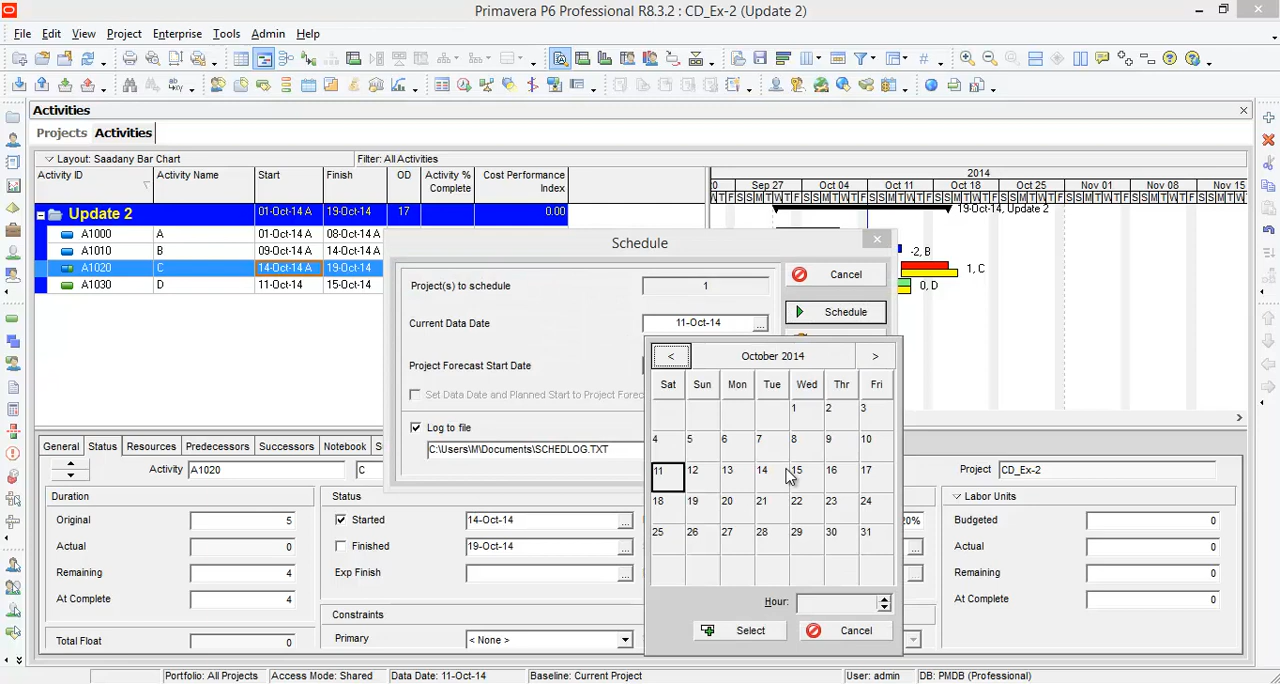 Primavera P6 Professional R8.3.2 : CD_Ex-2 (Update 2)
File Edit View Project Enterprise Tools Admin Help
Activities
Projects Activities
Layout: Saadany Bar Chart Filter: All Activities
Activity ID Activity Name Start Finish OD Activity % Complete Cost Performance Index
2014
Sep 27 Oct 04 Oct 11 Oct 18 Oct 25 Nov 01 Nov 08 Nov 15
Update 2 01-Oct-14 A 19-Oct-14 17 0.00 19-Oct-14, Update 2
A1000 A 01-Oct-14 A 08-Oct-14 A
A1010 B 09-Oct-14 A 14-Oct-14 A -2, B
A1020 C 14-Oct-14 A 19-Oct-14 1, C
A1030 D 11-Oct-14 15-Oct-14 0, D
Schedule
Project(s) to schedule 1 Cancel
Current Data Date 11-Oct-14 ... Schedule
Project Forecast Start Date
Set Data Date and Planned Start to Project Forec
Log to file
C:\Users\M\Documents\SCHEDLOG.TXT
< October 2014 >
Sat Sun Mon Tue Wed Thr Fri
1 2 3
4 5 6 7 8 9 10
11 12 13 14 15 16 17
18 19 20 21 22 23 24
25 26 27 28 29 30 31
Hour:
Select Cancel
General Status Resources Predecessors Successors Notebook S
Activity A1020 C Project CD_Ex-2
Duration Status Labor Units
Original 5 Started 14-Oct-14 ... 20% Budgeted 0
Actual 0 Finished 19-Oct-14 ... Actual 0
Remaining 4 Exp Finish ... Remaining 0
At Complete 4 At Complete 0
Constraints
Total Float 0 Primary < None >
Portfolio: All Projects Access Mode: Shared Data Date: 11-Oct-14 Baseline: Current Project User: admin DB: PMDB (Professional)